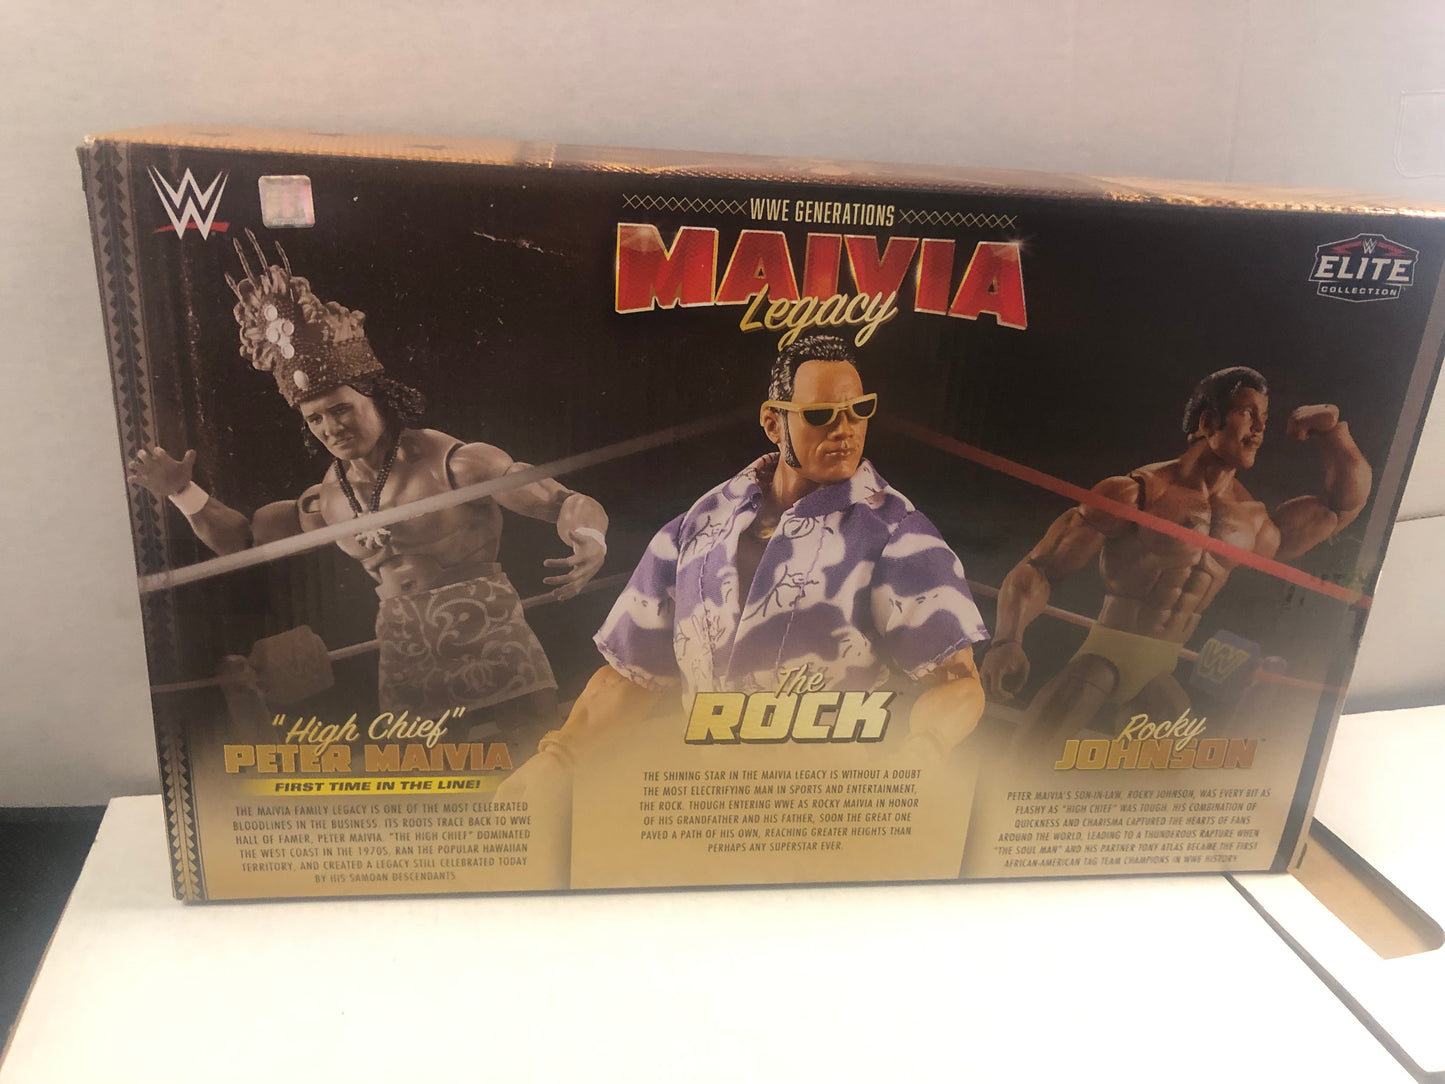 W
WWE GENERATIONS
MAIVIA
Legacy
W
ELITE
COLLECTION
"High Chief"
PETER MAIVIA
FIRST TIME IN THE LINE!
THE MAIVIA FAMILY LEGACY IS ONE OF THE MOST CELEBRATED
BLOODLINES IN THE BUSINESS. ITS ROOTS TRACE BACK TO WWE
HALL OF FAMER, PETER MAIVIA. "THE HIGH CHIEF" DOMINATED
THE WEST COAST IN THE 1970S, RAN THE POPULAR HAWAIIAN
TERRITORY, AND CREATED A LEGACY STILL CELEBRATED TODAY
BY HIS SAMOAN DESCENDANTS
The
ROCK™
THE SHINING STAR IN THE MAIVIA LEGACY IS WITHOUT A DOUBT
THE MOST ELECTRIFYING MAN IN SPORTS AND ENTERTAINMENT,
THE ROCK. THOUGH ENTERING WWE AS ROCKY MAIVIA IN HONOR
OF HIS GRANDFATHER AND HIS FATHER, SOON THE GREAT ONE
PAVED A PATH OF HIS OWN, REACHING GREATER HEIGHTS THAN
PERHAPS ANY SUPERSTAR EVER.
W
Rocky
JOHNSON™
PETER MAIVIA'S SON-IN-LAW, ROCKY JOHNSON, WAS EVERY BIT AS
FLASHY AS "HIGH CHIEF" WAS TOUGH. HIS COMBINATION OF
QUICKNESS AND CHARISMA CAPTURED THE HEARTS OF FANS
AROUND THE WORLD, LEADING TO A THUNDEROUS RAPTURE WHEN
"THE SOUL MAN" AND HIS PARTNER TONY ATLAS BECAME THE FIRST
AFRICAN-AMERICAN TAG TEAM CHAMPIONS IN WWE HISTORY.